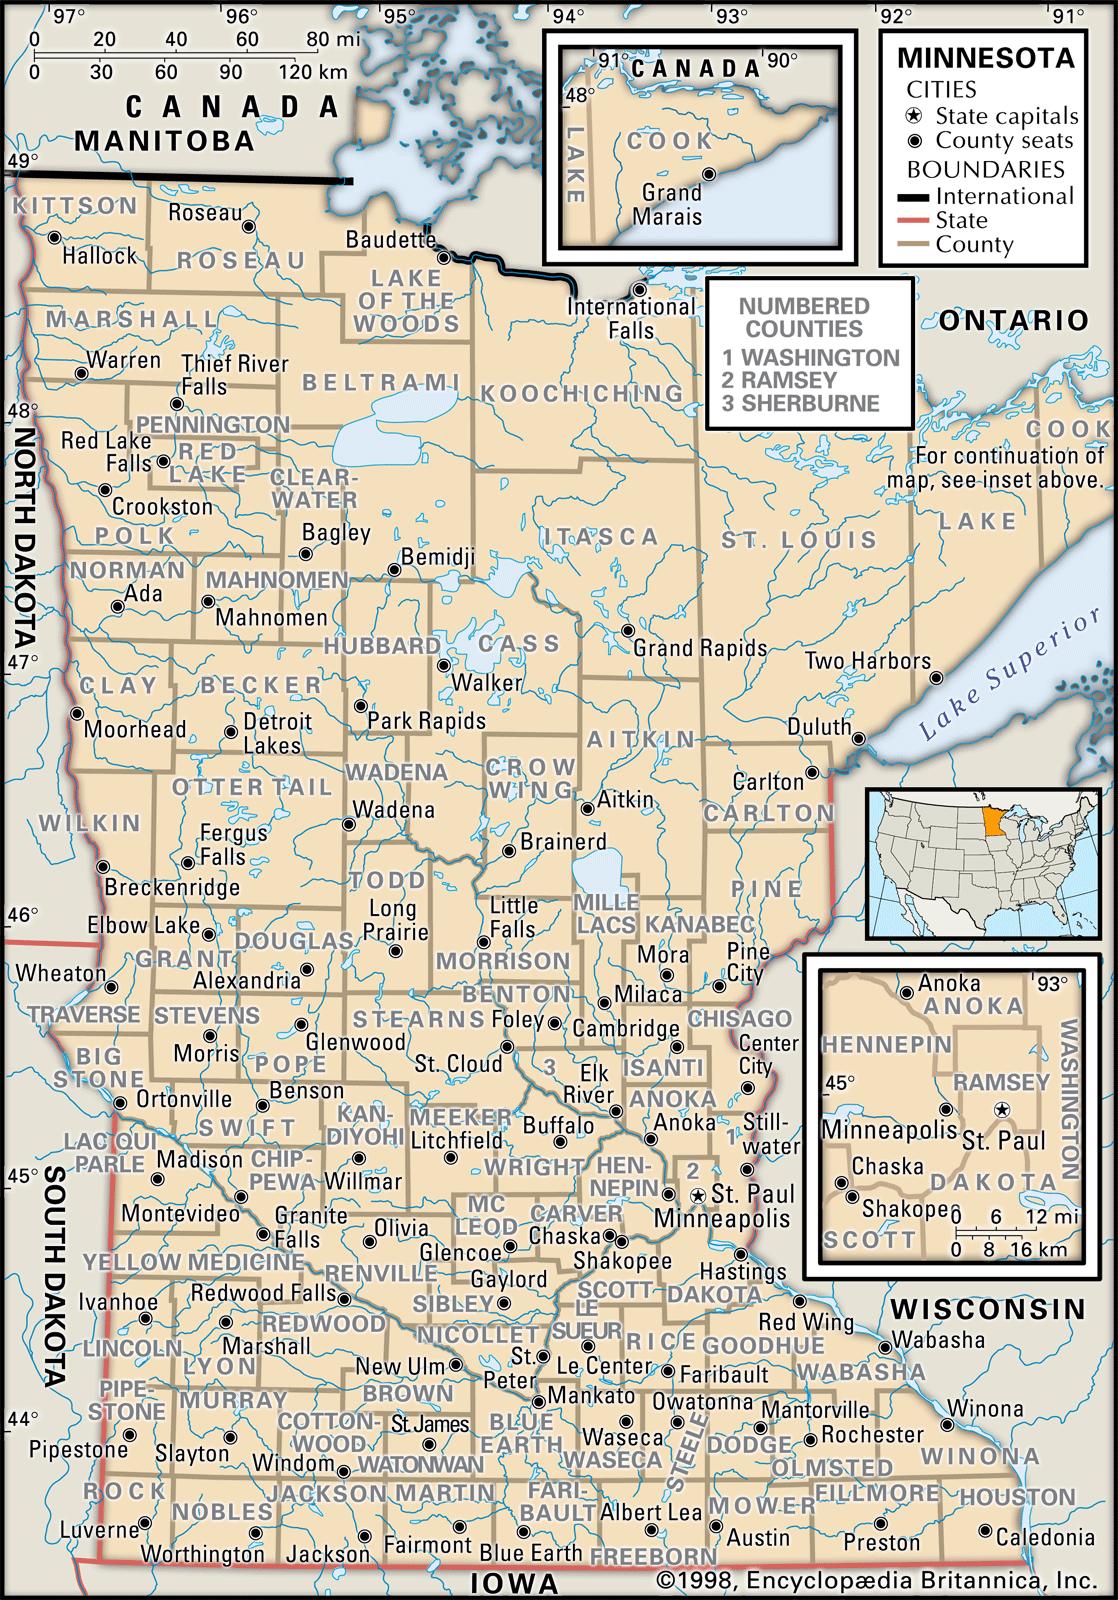 97°
96°
95°
94°
93°
92°
91°
0 20 40 60 80 mi
0 30 60 90 120 km
CANADA
MANITOBA
49°
91°
CANADA
90°
48°
LAKE
COOK
Grand
Marais
MINNESOTA
CITIES
State capitals
County seats
BOUNDARIES
International
State
County
KITTSON
Roseau
Hallock
ROSEAU
Baudette
LAKE
OF THE
WOODS
International
Falls
NUMBERED
COUNTIES
1 WASHINGTON
2 RAMSEY
3 SHERBURNE
ONTARIO
MARSHALL
Warren
Thief River
Falls
BELTRAMI
KOOCHICHING
48°
PENNINGTON
COOK
For continuation of
map, see inset above.
Red Lake
Falls
RED
LAKE
CLEAR-
WATER
Crookston
NORTH DAKOTA
POLK
Bagley
Bemidji
ITASCA
ST. LOUIS
LAKE
NORMAN
Ada
MAHNOMEN
Mahnomen
HUBBARD
CASS
Grand Rapids
47°
Walker
Two Harbors
Lake Superior
CLAY
BECKER
Moorhead
Detroit
Lakes
Park Rapids
Duluth
AITKIN
WADENA
CROW
WING
Carlton
CARLTON
OTTER TAIL
Wadena
Aitkin
WILKIN
Fergus
Falls
Brainerd
Breckenridge
TODD
PINE
46°
Elbow Lake
Long
Prairie
Little
Falls
MILLE
LACS
KANABEC
DOUGLAS
GRANT
Wheaton
Alexandria
MORRISON
Mora
Pine
City
BENTON
Milaca
TRAVERSE
STEVENS
STEARNS
Foley
Cambridge
CHISAGO
Morris
Glenwood
POPE
St. Cloud
3
Elk
River
ISANTI
Center
City
BIG
STONE
Ortonville
Benson
SWIFT
KAN-
DIYOHI
MEEKER
Litchfield
Buffalo
ANOKA
Anoka
Still-
water
1
LAC QUI
PARLE
Madison
CHIP-
PEWA
Willmar
WRIGHT
HEN-
NEPIN
2
St. Paul
Minneapolis
45°
SOUTH DAKOTA
Montevideo
Granite
Falls
Olivia
MC
LEOD
Glencoe
CARVER
Chaska
Shakopee
Hastings
YELLOW MEDICINE
RENVILLE
Gaylord
SCOTT
DAKOTA
Ivanhoe
Redwood Falls
SIBLEY
LE
SUEUR
Red Wing
WISCONSIN
Wabasha
REDWOOD
LINCOLN
Marshall
LYON
NICOLLET
St.
Peter
Le Center
RICE
GOODHUE
WABASHA
New Ulm
Faribault
PIPE-
STONE
MURRAY
BROWN
Mankato
Owatonna
Mantorville
Winona
44°
COTTON-
WOOD
St. James
BLUE
EARTH
Waseca
WASECA
STEELE
DODGE
Rochester
Pipestone
Slayton
Windom
WATONWAN
OLMSTED
WINONA
ROCK
NOBLES
JACKSON
MARTIN
FARI-
BAULT
Albert Lea
MOWER
FILLMORE
HOUSTON
Luverne
Worthington
Jackson
Fairmont
Blue Earth
FREEBORN
Austin
Preston
Caledonia
IOWA
©1998, Encyclopædia Britannica, Inc.
Anoka
93°
ANOKA
HENNEPIN
WASHINGTON
45°
RAMSEY
Minneapolis
St. Paul
Chaska
DAKOTA
Shakopee
0 6 12 mi
0 8 16 km
SCOTT